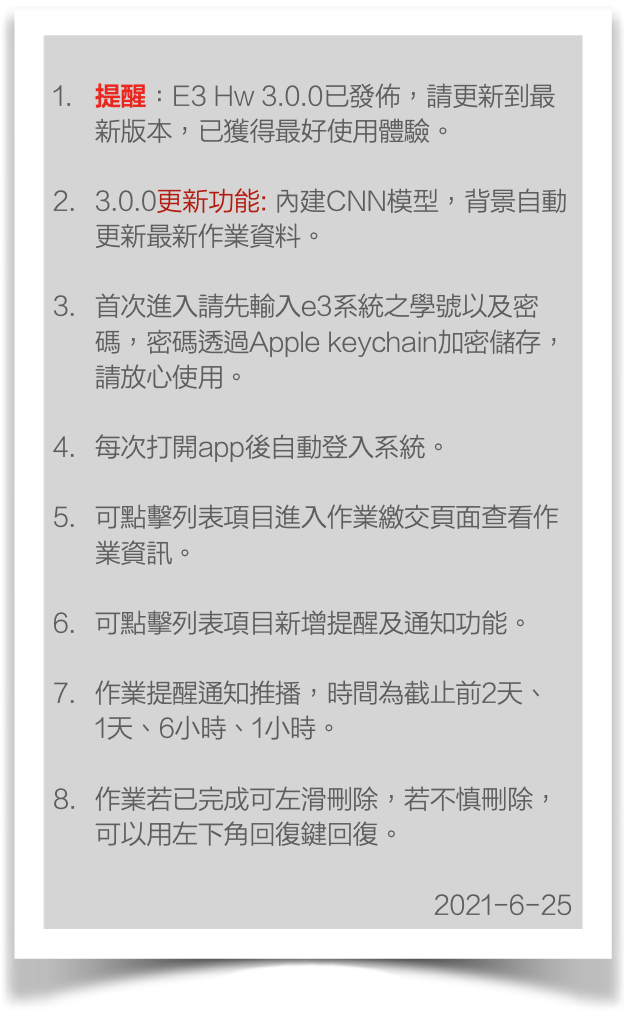 1. 提醒：E3 Hw 3.0.0已發佈，請更新到最
新版本，已獲得最好使用體驗。
2. 3.0.0更新功能: 內建CNN模型，背景自動
更新最新作業資料。
3. 首次進入請先輸入e3系統之學號以及密
碼，密碼透過Apple keychain加密儲存，
請放心使用。
4. 每次打開app後自動登入系統。
5. 可點擊列表項目進入作業繳交頁面查看作
業資訊。
6. 可點擊列表項目新增提醒及通知功能。
7. 作業提醒通知推播，時間為截止前2天、
1天、6小時、1小時。
8. 作業若已完成可左滑刪除，若不慎刪除，
可以用左下角回復鍵回復。
2021-6-25